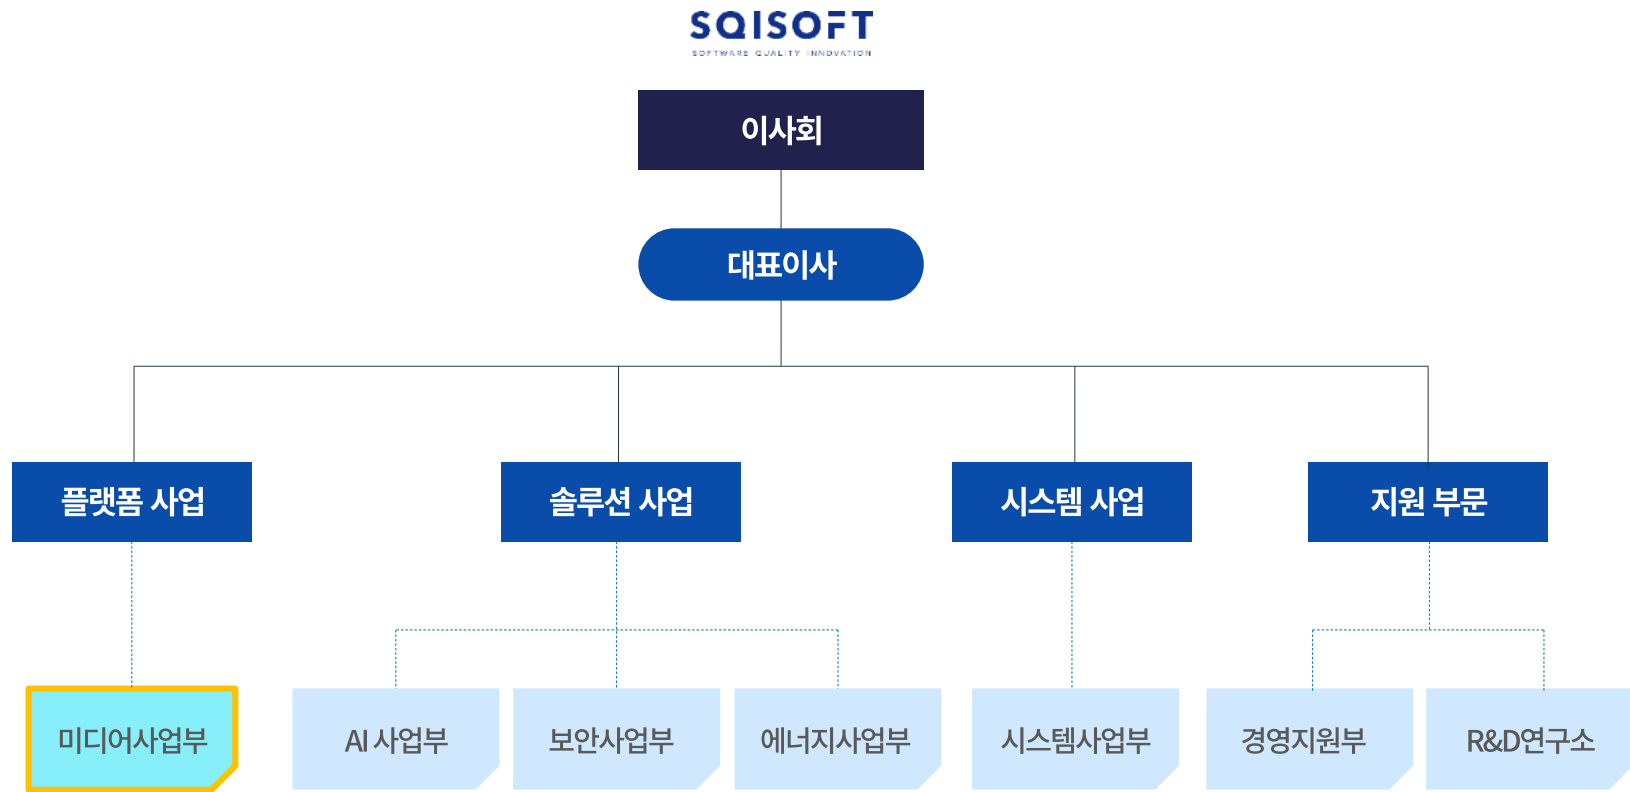 SQISOFT
SOFTWARE QUALITY INNOVATION
이사회
대표이사
플랫폼 사업
솔루션 사업
시스템 사업
지원 부문
미디어사업부
AI 사업부
보안사업부
에너지사업부
시스템사업부
경영지원부
R&D연구소